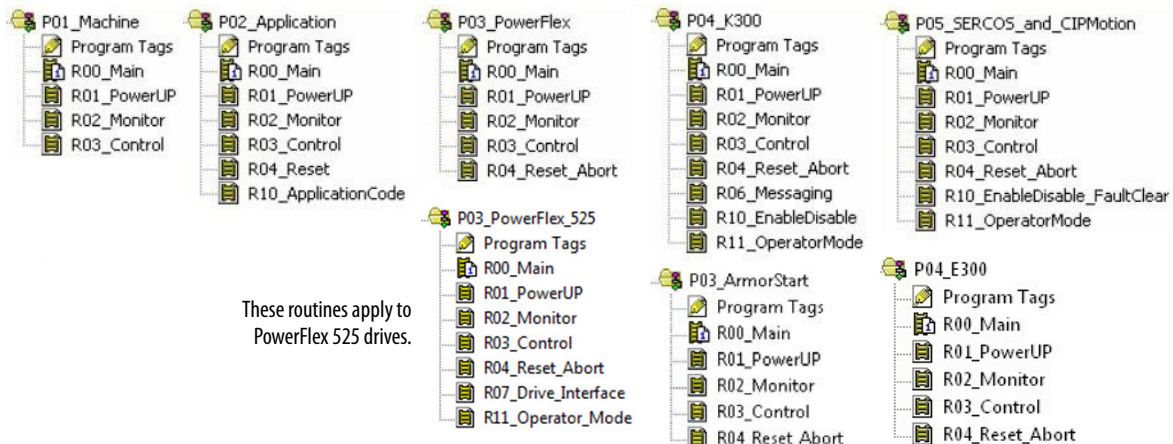 P01_Machine
Program Tags
R00_Main
R01_PowerUP
R02_Monitor
R03_Control
P02_Application
Program Tags
R00_Main
R01_PowerUP
R02_Monitor
R03_Control
R04_Reset
R10_ApplicationCode
P03_PowerFlex
Program Tags
R00_Main
R01_PowerUP
R02_Monitor
R03_Control
R04_Reset_Abort
P04_K300
Program Tags
R00_Main
R01_PowerUP
R02_Monitor
R03_Control
R04_Reset_Abort
R06_Messaging
R10_EnableDisable
R11_OperatorMode
P05_SERCOS_and_CIPMotion
Program Tags
R00_Main
R01_PowerUP
R02_Monitor
R03_Control
R04_Reset_Abort
R10_EnableDisable_FaultClear
R11_OperatorMode
These routines apply to
PowerFlex 525 drives.
P03_PowerFlex_525
Program Tags
R00_Main
R01_PowerUP
R02_Monitor
R03_Control
R04_Reset_Abort
R07_Drive_Interface
R11_Operator_Mode
P03_ArmorStart
Program Tags
R00_Main
R01_PowerUP
R02_Monitor
R03_Control
R04_Reset_Abort
P04_E300
Program Tags
R00_Main
R01_PowerUP
R02_Monitor
R03_Control
R04_Reset_Abort